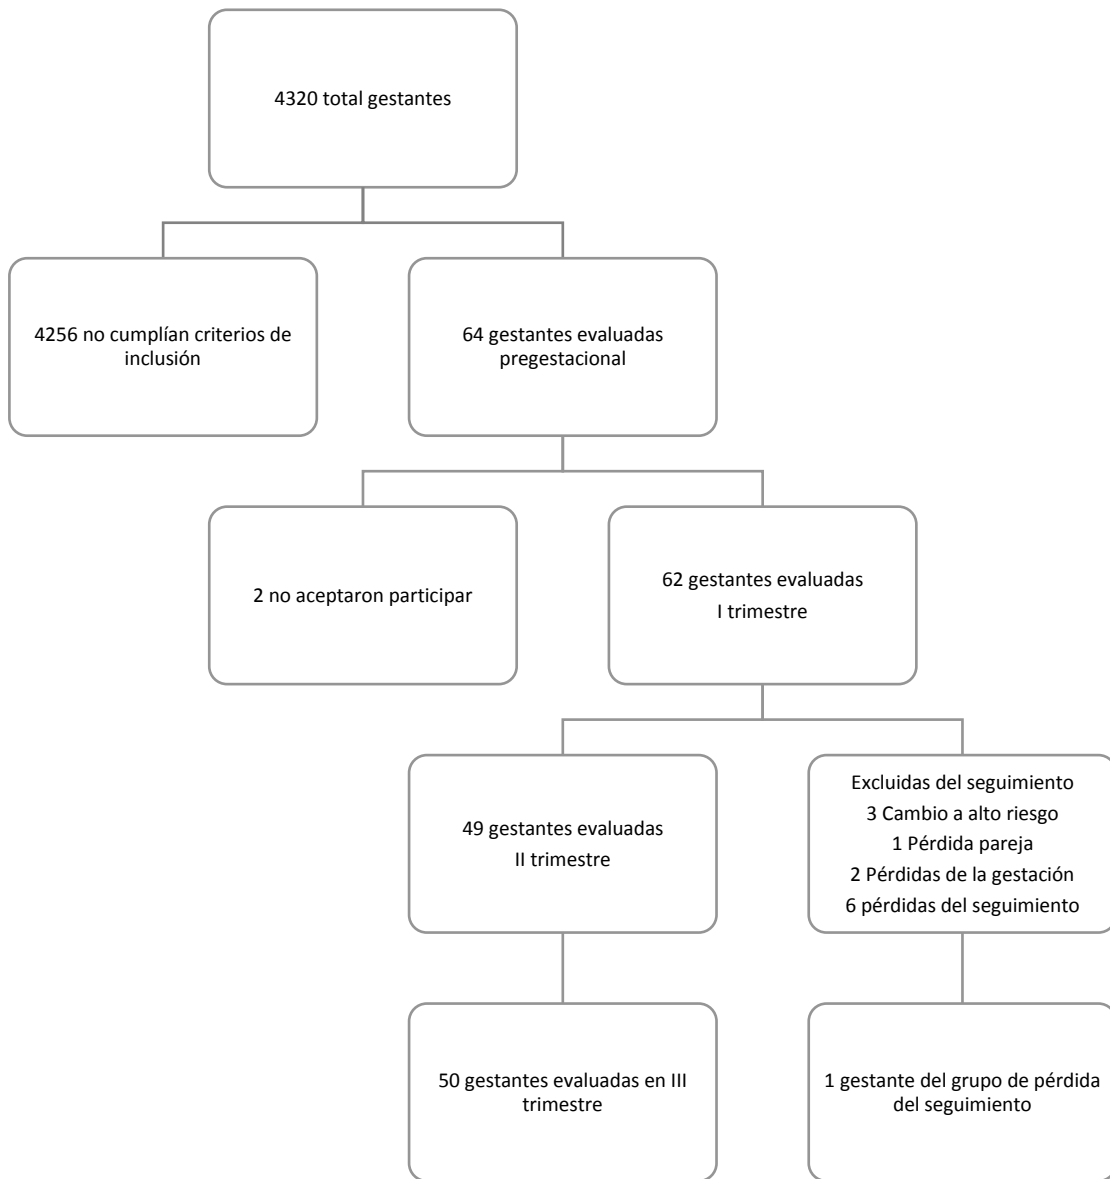 4320 total gestantes
4256 no cumplían criterios de
inclusión
64 gestantes evaluadas
pregestacional
2 no aceptaron participar
62 gestantes evaluadas
I trimestre
49 gestantes evaluadas
II trimestre
Excluidas del seguimiento
3 Cambio a alto riesgo
1 Pérdida pareja
2 Pérdidas de la gestación
6 pérdidas del seguimiento
50 gestantes evaluadas en III
trimestre
1 gestante del grupo de pérdida
del seguimiento